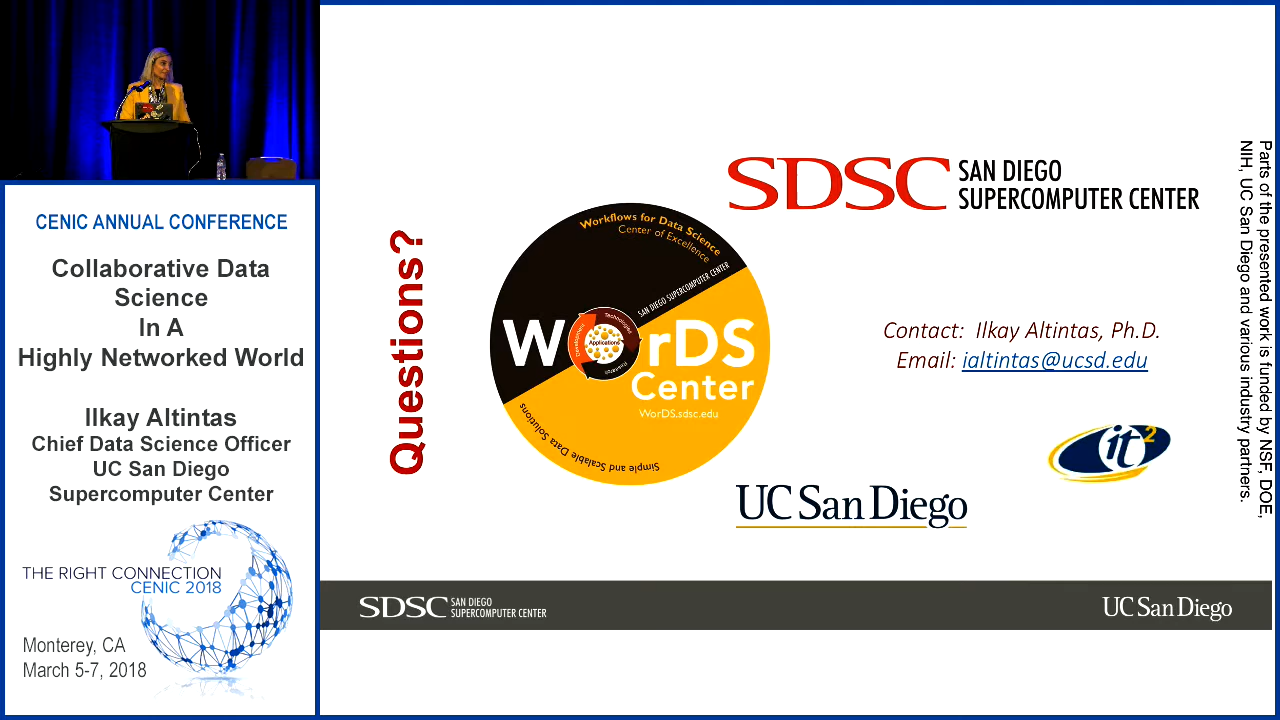 CENIC ANNUAL CONFERENCE
Collaborative Data
Science
In A
Highly Networked World
Ilkay Altintas
Chief Data Science Officer
UC San Diego
Supercomputer Center
THE RIGHT CONNECTION
CENIC 2018
Monterey, CA
March 5-7, 2018
Questions?
Workflows for Data Science
Center of Excellence
SAN DIEGO SUPERCOMPUTER CENTER
WorDS
Center
WorDS.sdsc.edu
Simple and Scalable Data Solutions
Applications
Technologies
Development
Research
SDSC SAN DIEGO
SUPERCOMPUTER CENTER
Contact: Ilkay Altintas, Ph.D.
Email: ialtintas@ucsd.edu
it2
UC San Diego
Parts of the presented work is funded by NSF, DOE,
NIH, UC San Diego and various industry partners.
SDSC SAN DIEGO
SUPERCOMPUTER CENTER
UC San Diego